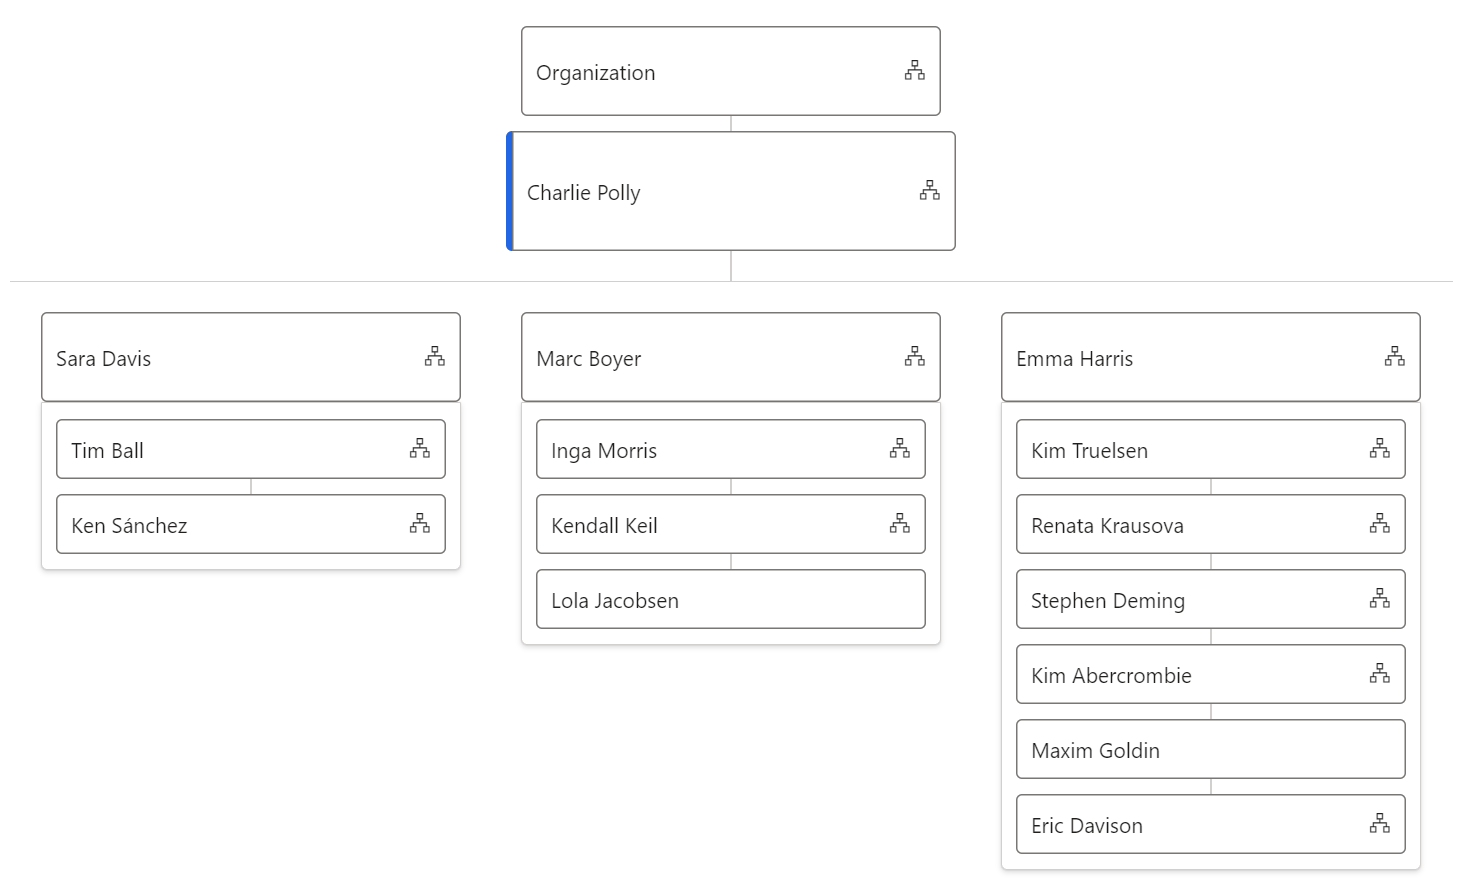 Organization
Charlie Polly
Sara Davis
Tim Ball
Ken Sánchez
Marc Boyer
Inga Morris
Kendall Keil
Lola Jacobsen
Emma Harris
Kim Truelsen
Renata Krausova
Stephen Deming
Kim Abercrombie
Maxim Goldin
Eric Davison